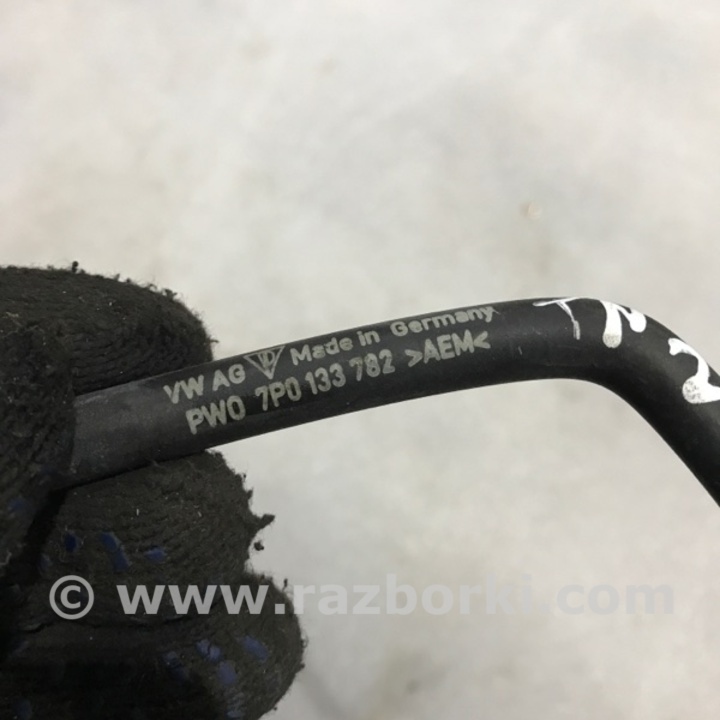 VW AG Made in Germany
PWO 7P0 133 782 >AEM<
© www.razborki.com